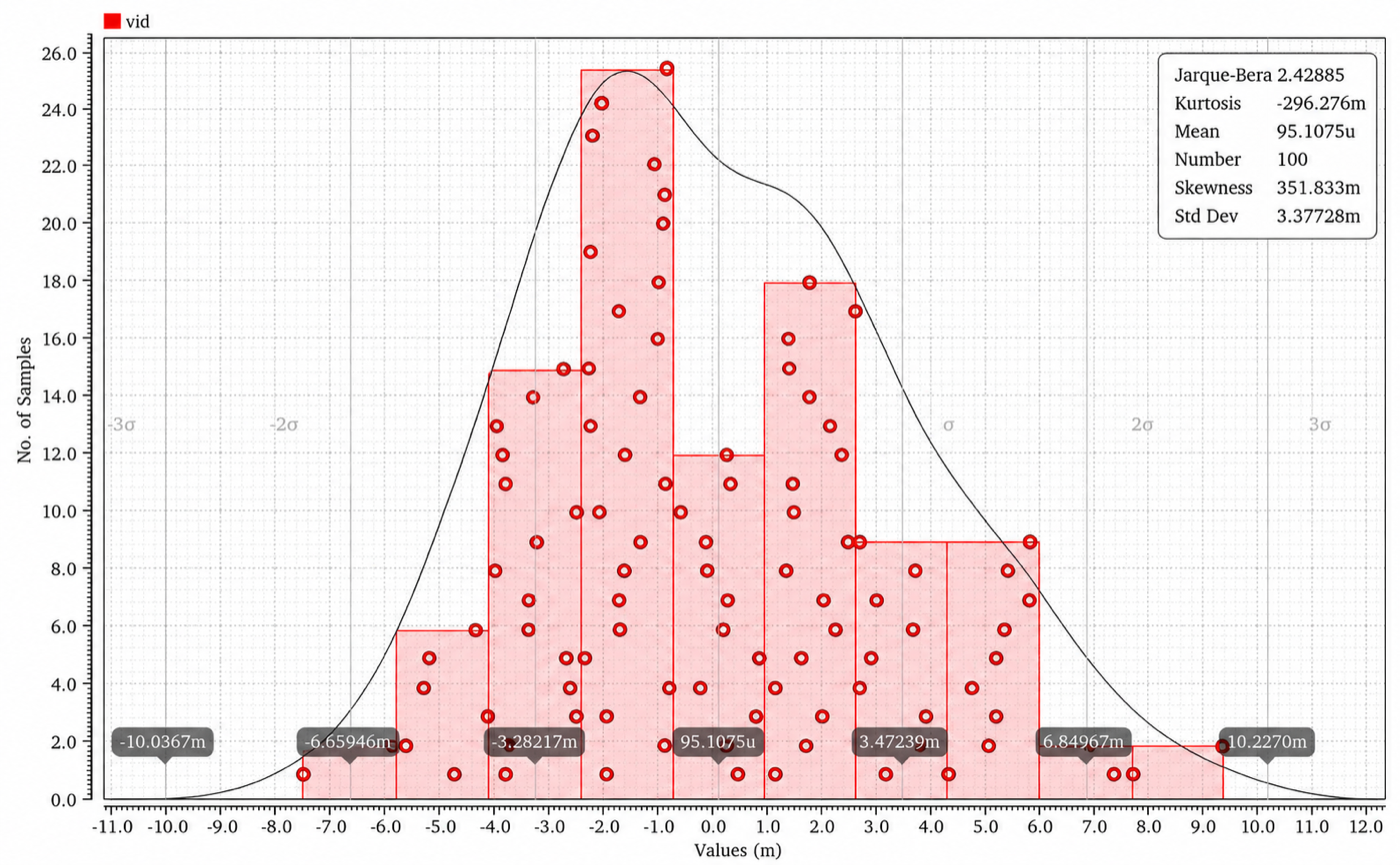 vid
26.0
24.0
22.0
20.0
18.0
16.0
14.0
12.0
10.0
8.0
6.0
4.0
2.0
0.0
No. of Samples
Jarque-Bera 2.42885
Kurtosis -296.276m
Mean 95.1075u
Number 100
Skewness 351.833m
Std Dev 3.37728m
-3σ -2σ σ 2σ 3σ
-10.0367m -6.65946m -3.28217m 95.1075u 3.47239m 6.84967m 10.2270m
-11.0 -10.0 -9.0 -8.0 -7.0 -6.0 -5.0 -4.0 -3.0 -2.0 -1.0 0.0 1.0 2.0 3.0 4.0 5.0 6.0 7.0 8.0 9.0 10.0 11.0 12.0
Values (m)